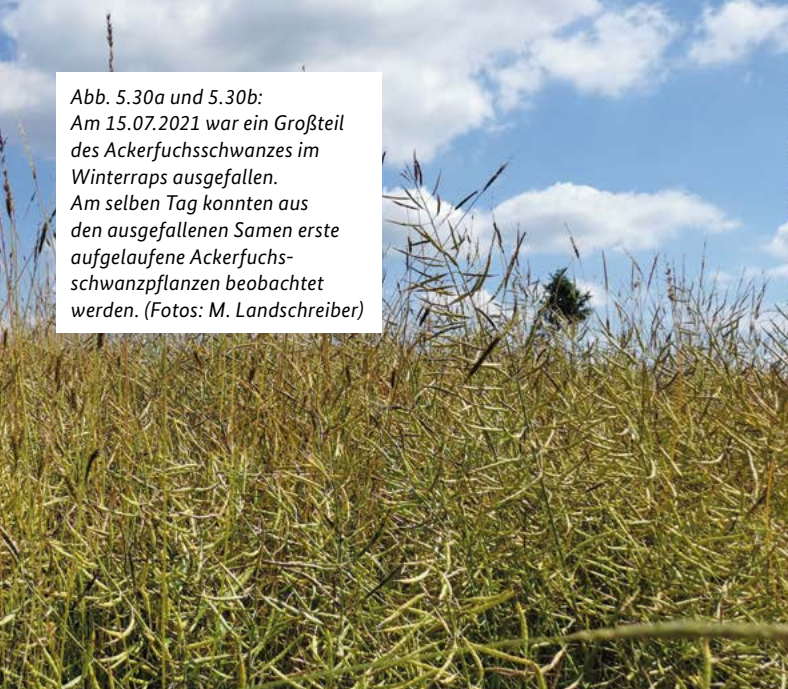 Abb. 5.30a und 5.30b:
Am 15.07.2021 war ein Großteil
des Ackerfuchsschwanzes im
Winterraps ausgefallen.
Am selben Tag konnten aus
den ausgefallenen Samen erste
aufgelaufene Ackerfuchs-
schwanzpflanzen beobachtet
werden. (Fotos: M. Landschreiber)